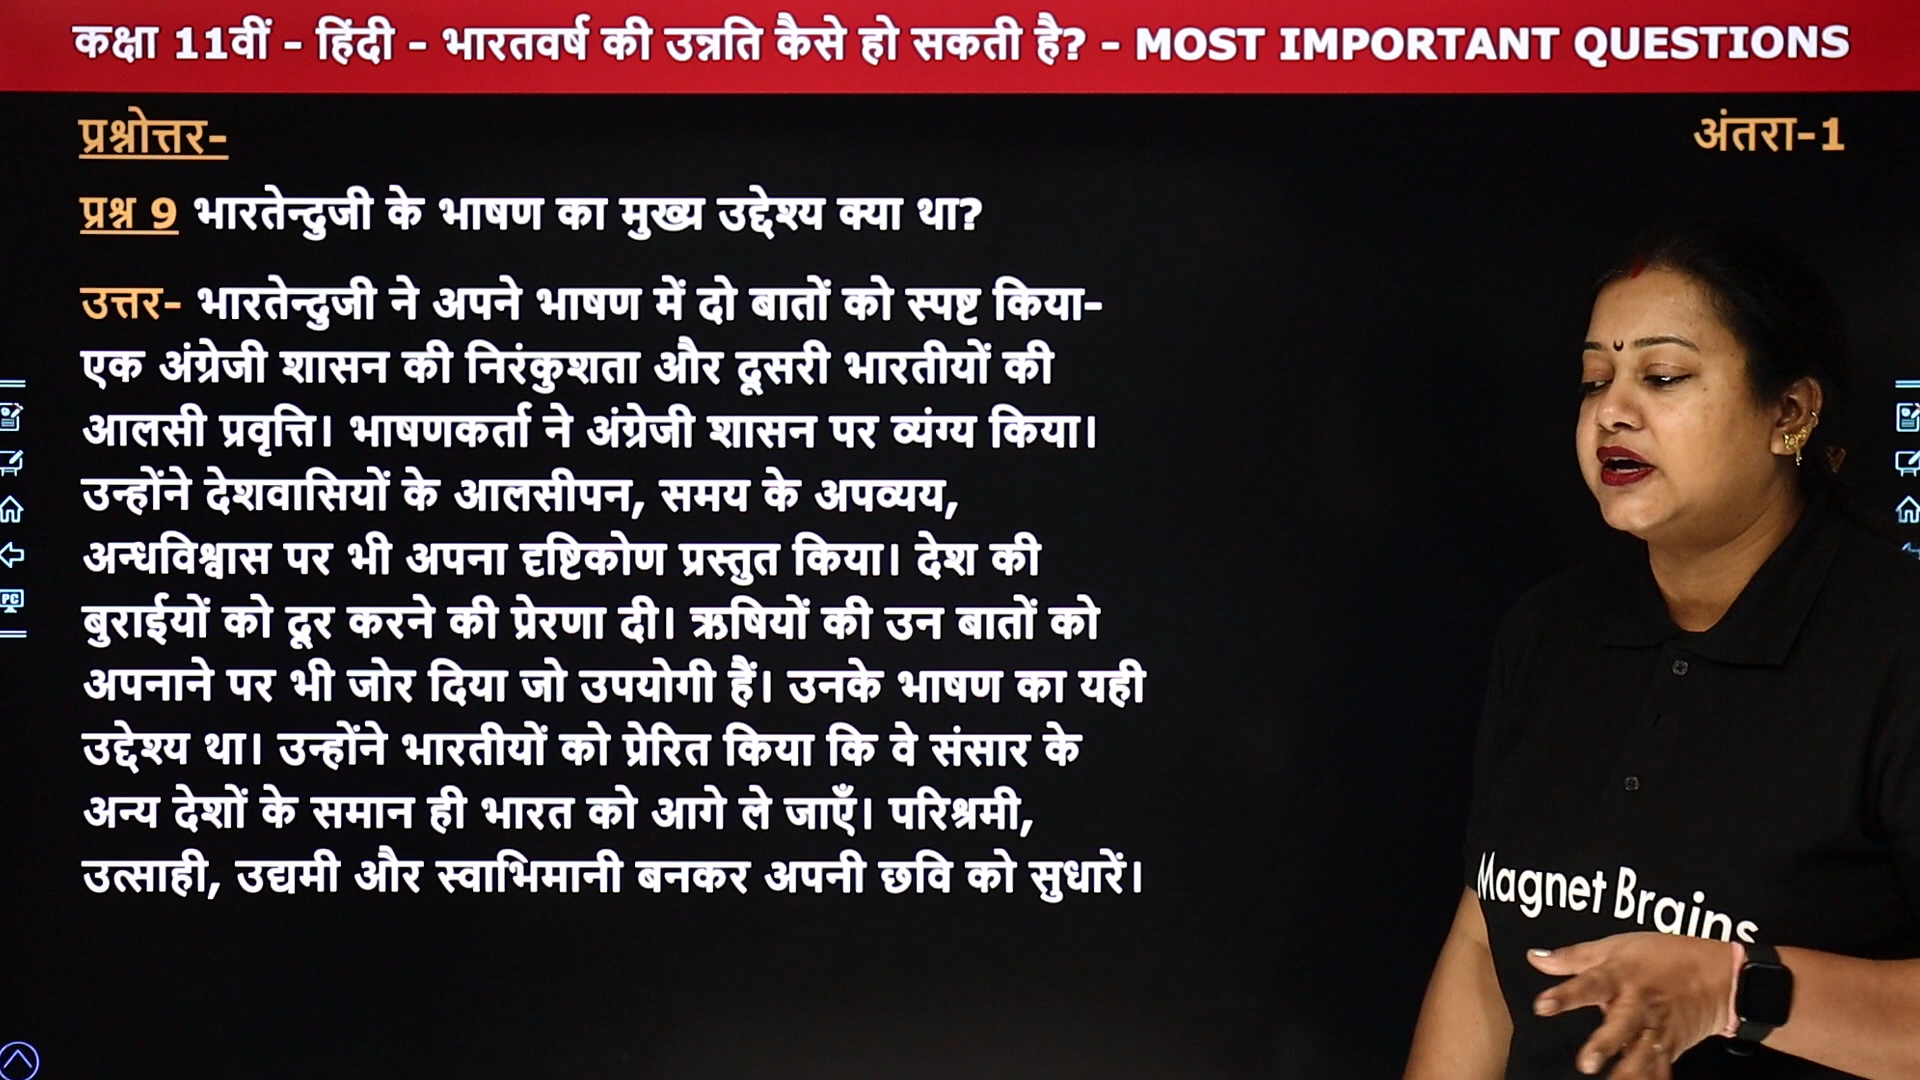 कक्षा 11वीं - हिंदी - भारतवर्ष की उन्नति कैसे हो सकती है? - MOST IMPORTANT QUESTIONS
प्रश्नोत्तर-
अंतरा-1
प्रश्न 9 भारतेन्दुजी के भाषण का मुख्य उद्देश्य क्या था?
उत्तर- भारतेन्दुजी ने अपने भाषण में दो बातों को स्पष्ट किया-
एक अंग्रेजी शासन की निरंकुशता और दूसरी भारतीयों की
आलसी प्रवृत्ति। भाषणकर्ता ने अंग्रेजी शासन पर व्यंग्य किया।
उन्होंने देशवासियों के आलसीपन, समय के अपव्यय,
अन्धविश्वास पर भी अपना दृष्टिकोण प्रस्तुत किया। देश की
बुराईयों को दूर करने की प्रेरणा दी। ऋषियों की उन बातों को
अपनाने पर भी जोर दिया जो उपयोगी हैं। उनके भाषण का यही
उद्देश्य था। उन्होंने भारतीयों को प्रेरित किया कि वे संसार के
अन्य देशों के समान ही भारत को आगे ले जाएँ। परिश्रमी,
उत्साही, उद्यमी और स्वाभिमानी बनकर अपनी छवि को सुधारें।
PC
Magnet Brains